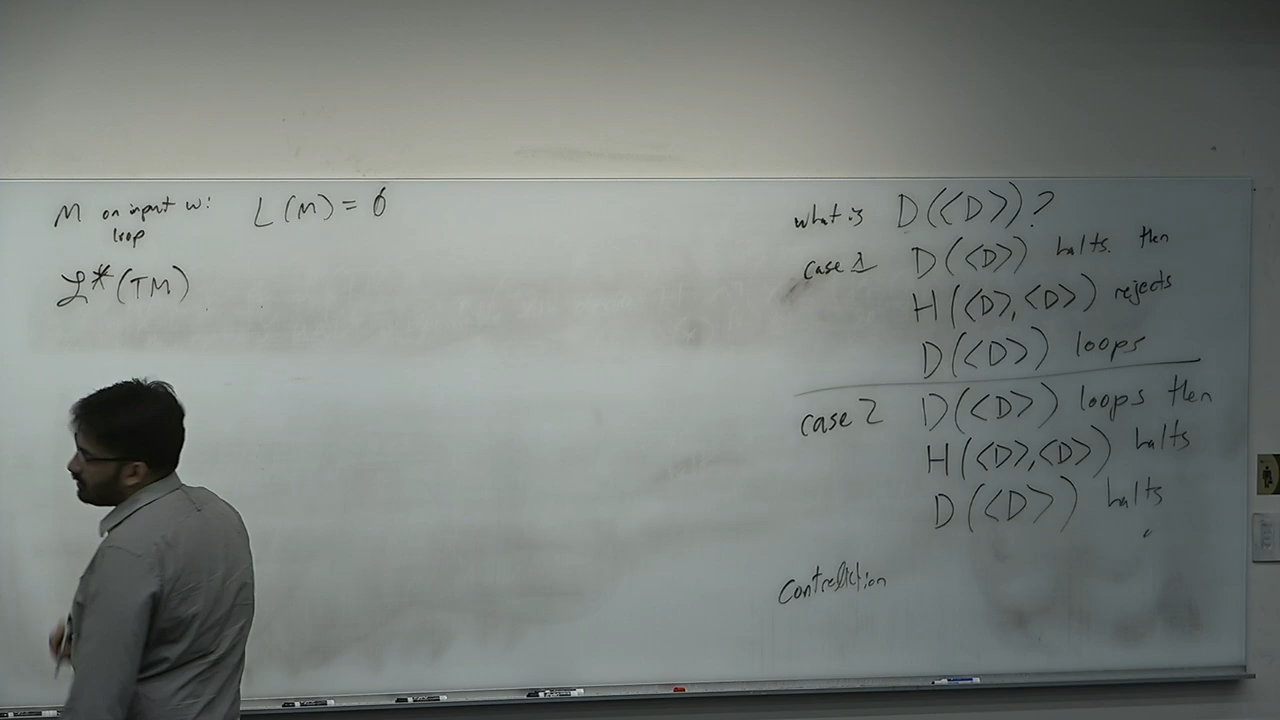 M on input w: L(M) = ∅
loop
ℒ*(TM)
what is D(<D>)?
case 1 D(<D>) halts. then
H(<D>,<D>) rejects
D(<D>) loops
case 2 D(<D>) loops then
H(<D>,<D>) halts
D(<D>) halts
Contradiction